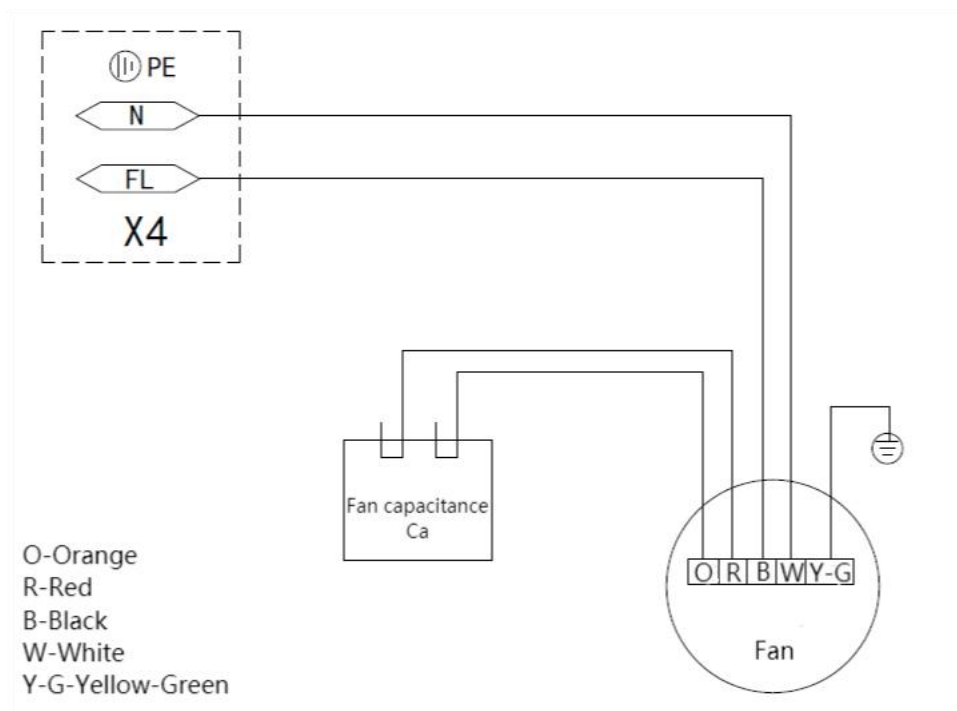 PE
N
FL
X4
Fan capacitance
Ca
O R B W Y-G
Fan
O-Orange
R-Red
B-Black
W-White
Y-G-Yellow-Green